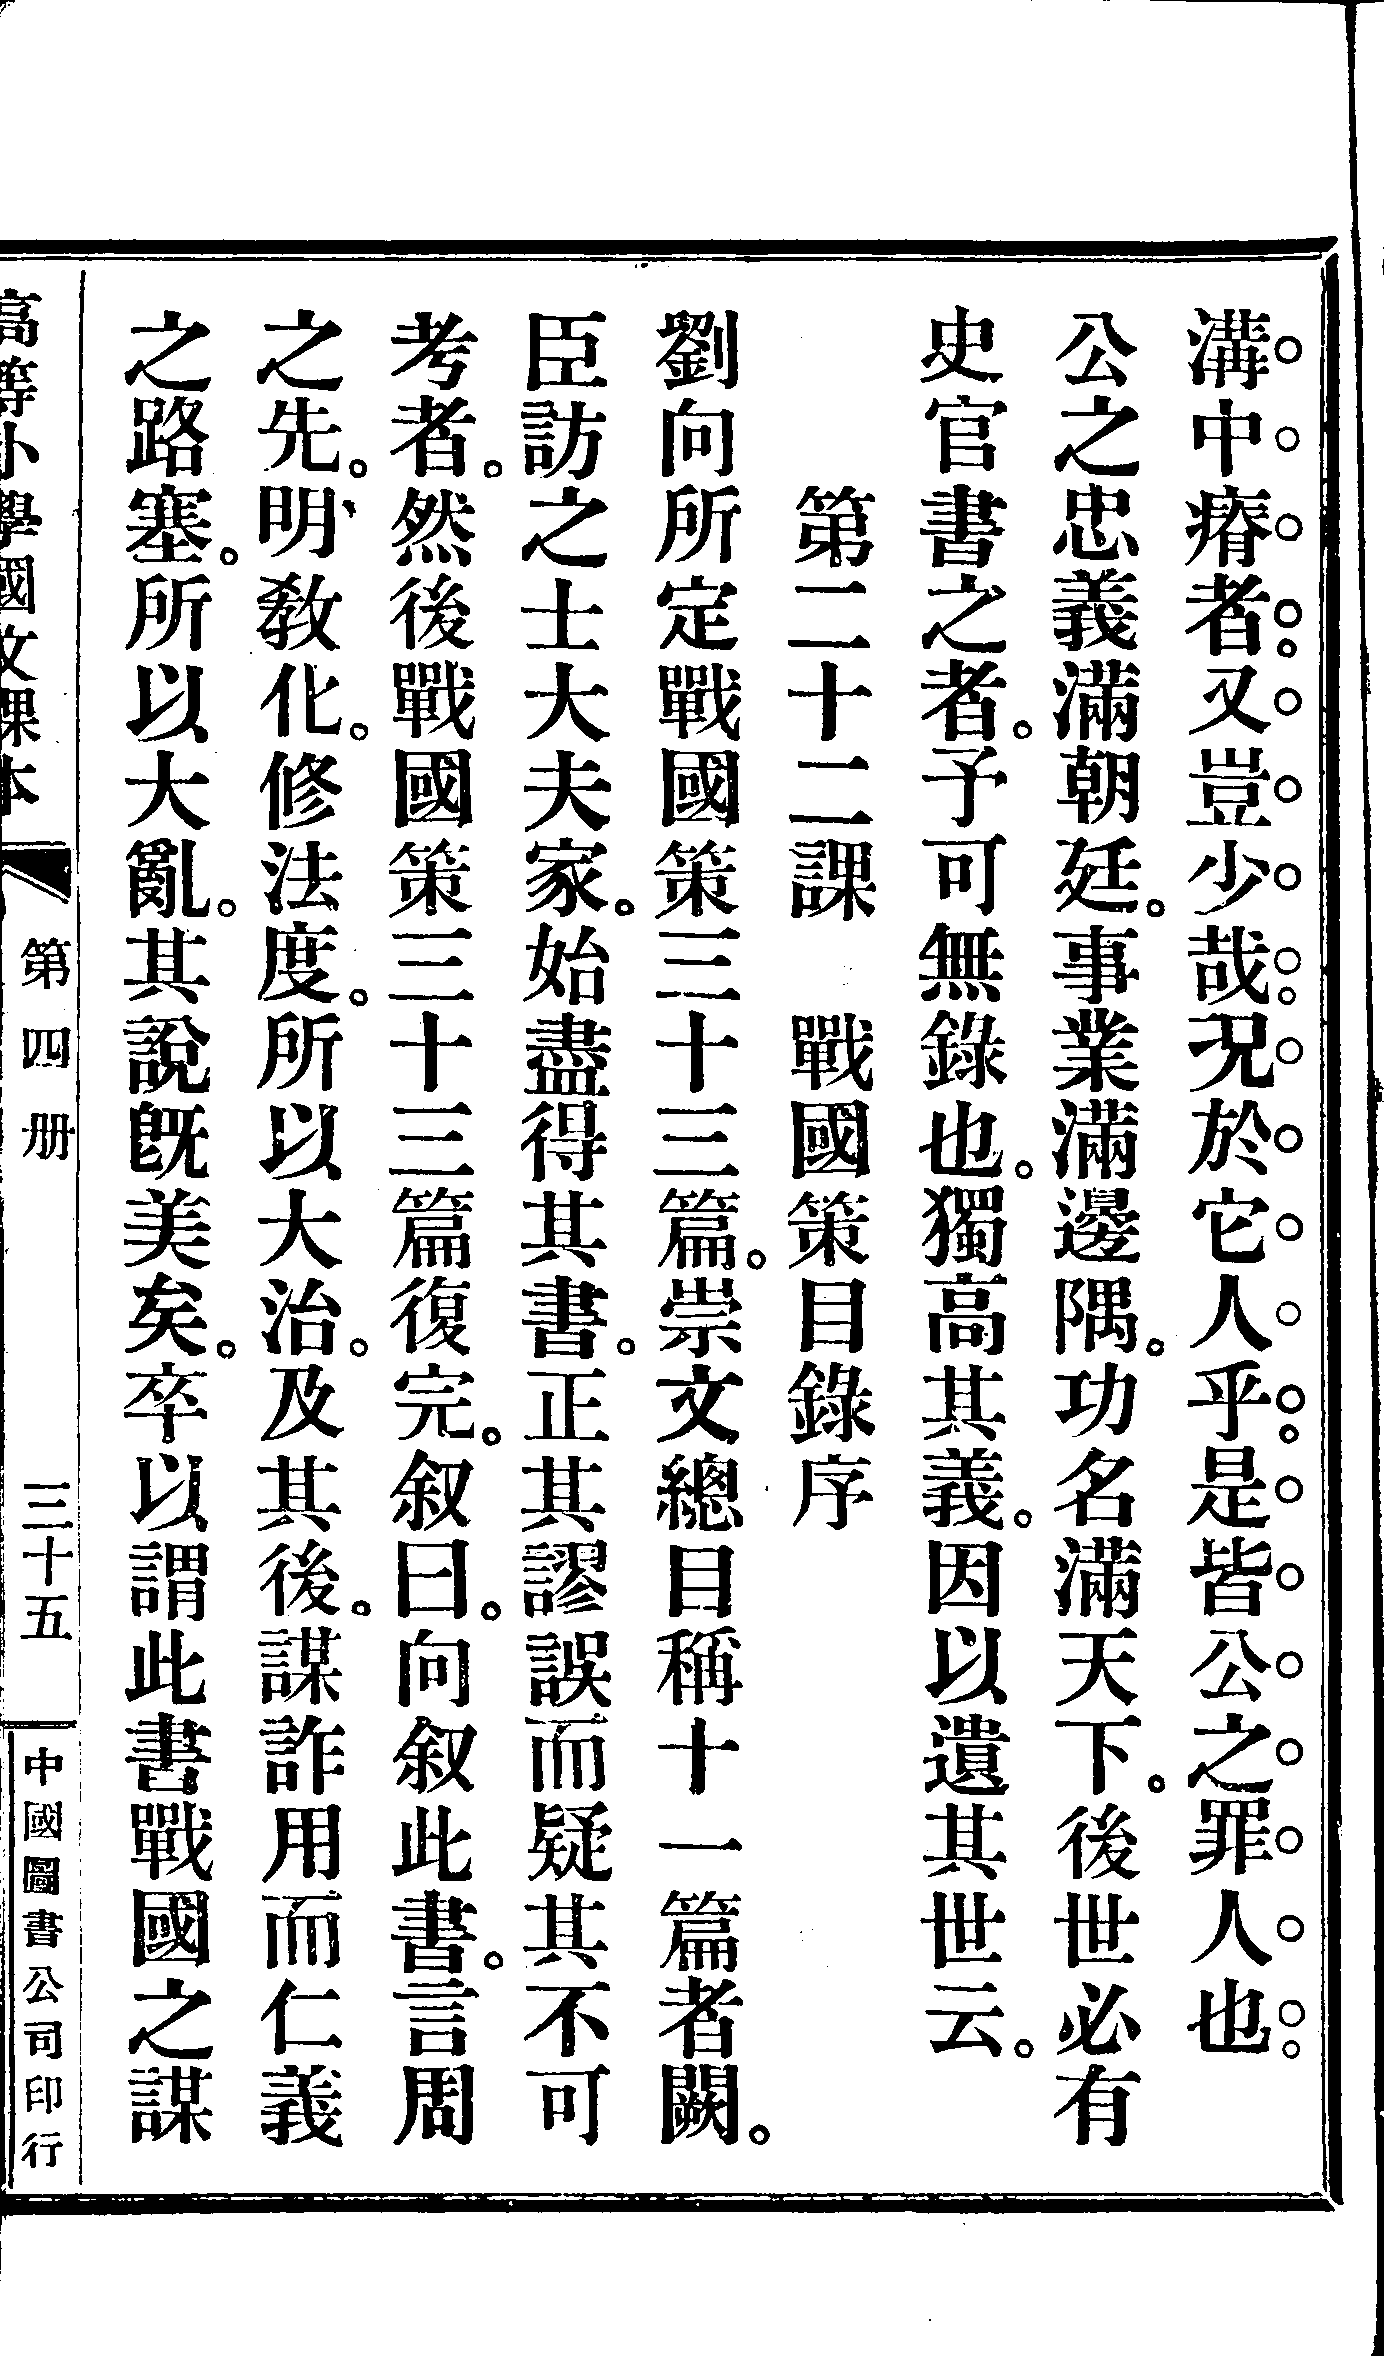 溝中瘠者。又豈少哉。況於它人乎。是皆公之罪人也。
公之忠義滿朝廷。事業滿邊隅。功名滿天下。後世必有
史官書之者。予可無錄也。獨高其義。因以遺其世云。
第二十二課　戰國策目錄序
劉向所定戰國策三十三篇。崇文總目稱十一篇者闕。
臣訪之士大夫家。始盡得其書。正其謬誤而疑其不可
考者。然後戰國策三十三篇復完。叙曰。向叙此書。言周
之先。明教化。修法度。所以大治。及其後。謀詐用而仁義
之路塞。所以大亂。其說旣美矣。卒以謂此書戰國之謀
高等小學國文課本　第四册　三十五　中國圖書公司印行